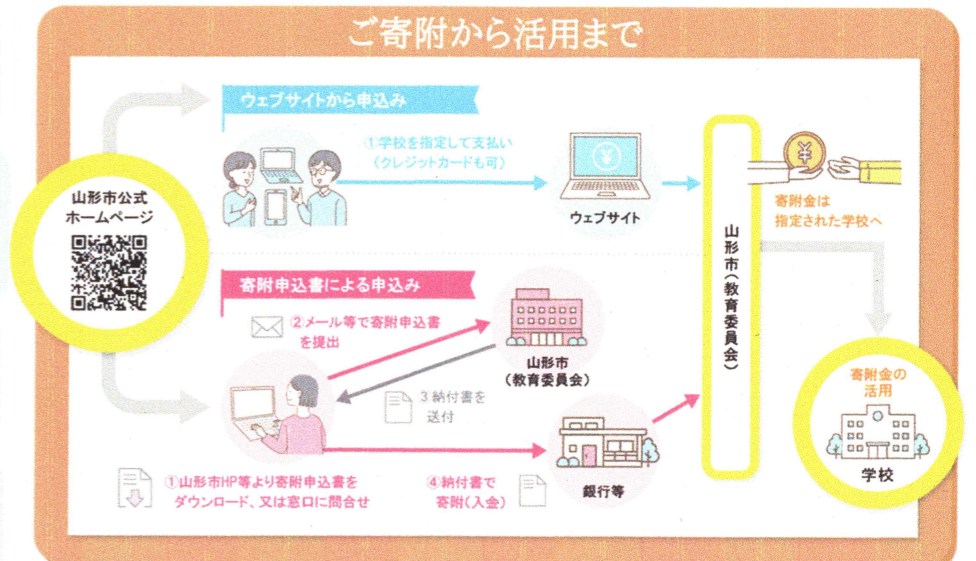 ご寄附から活用まで
山形市公式
ホームページ
ウェブサイトから申込み
①学校を指定して支払い
(クレジットカードも可)
¥
ウェブサイト
寄附申込書による申込み
②メール等で寄附申込書
を提出
山形市
(教育委員会)
3 納付書を
送付
①山形市HP等より寄附申込書を
ダウンロード、又は窓口に問合せ
④納付書で
寄附(入金)
銀行等
山形市(教育委員会)
¥
寄附金は
指定された学校へ
寄附金の
活用
学校